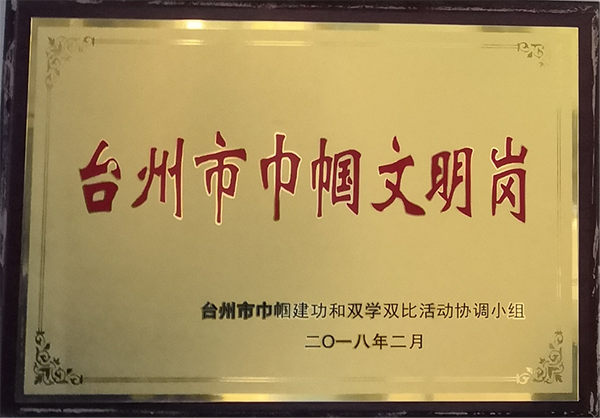 台州市巾帼文明岗
台州市巾帼建功和双学双比活动协调小组
二〇一八年二月